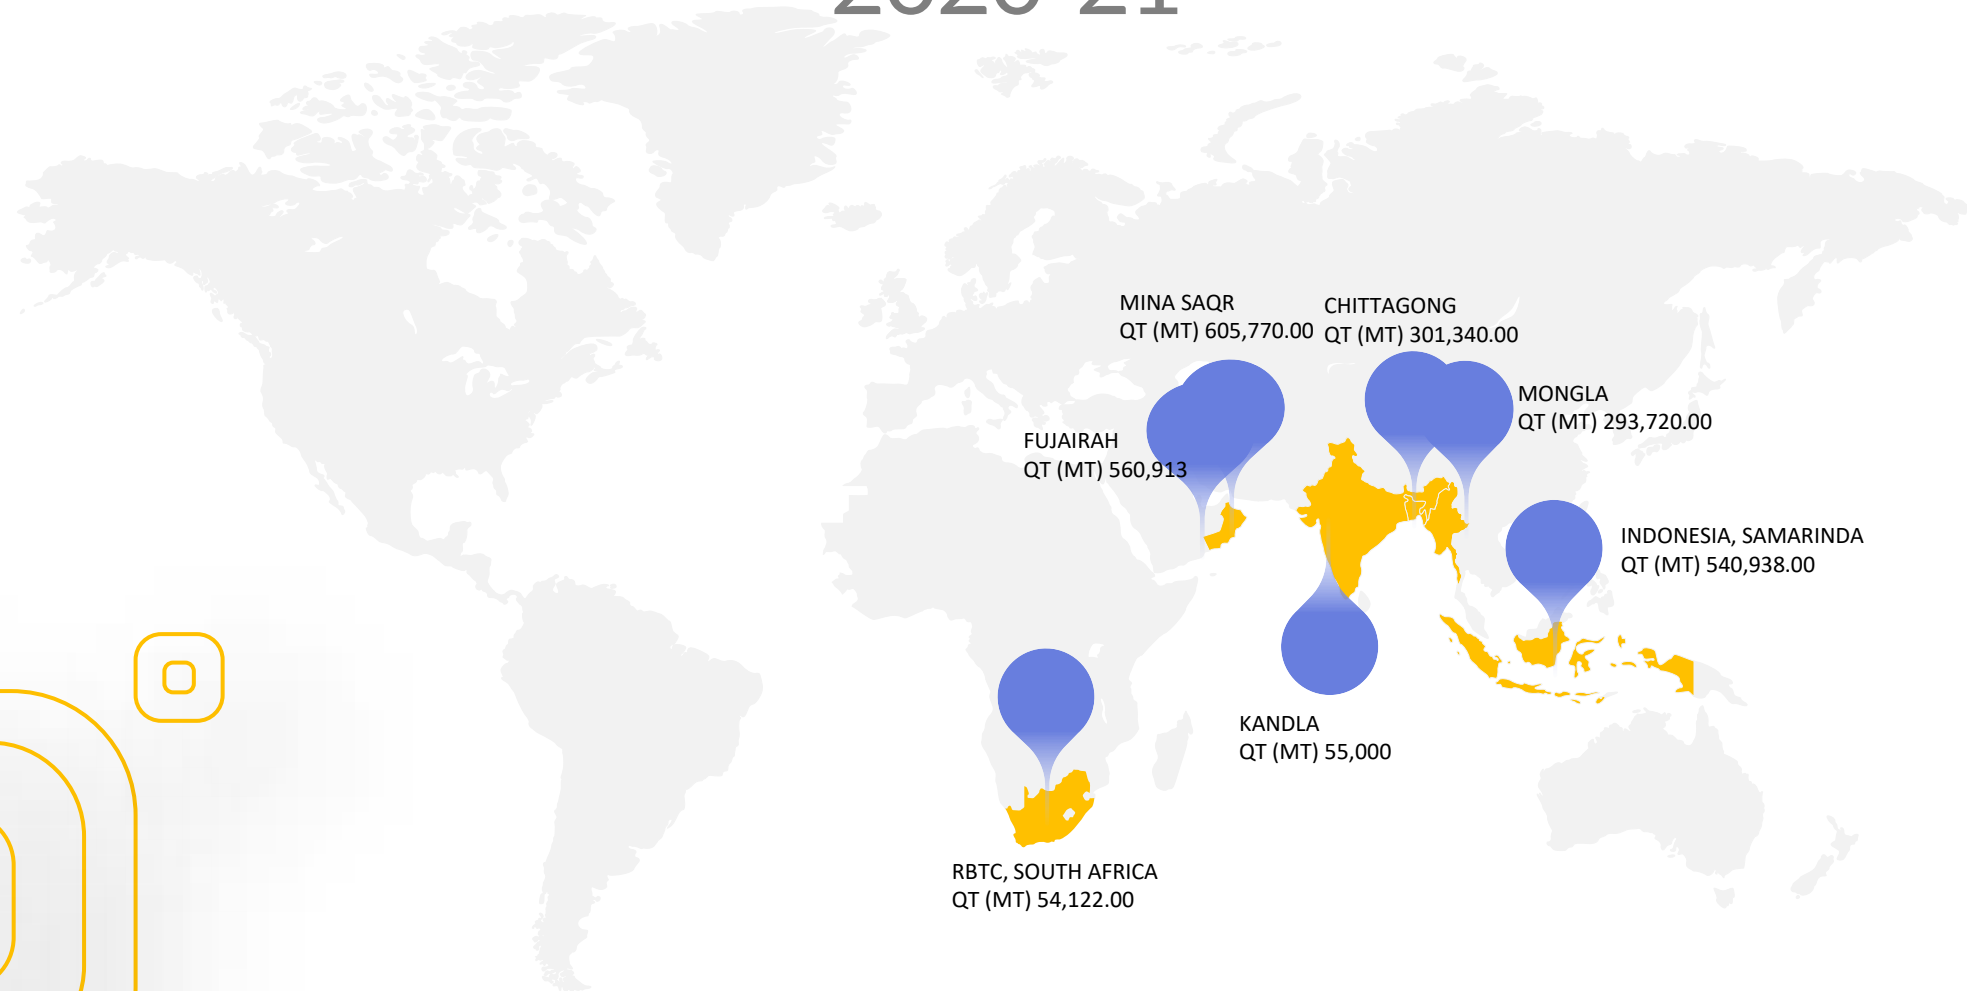 2020-21
MINA SAQR
QT (MT) 605,770.00
CHITTAGONG
QT (MT) 301,340.00
MONGLA
QT (MT) 293,720.00
FUJAIRAH
QT (MT) 560,913
INDONESIA, SAMARINDA
QT (MT) 540,938.00
KANDLA
QT (MT) 55,000
RBTC, SOUTH AFRICA
QT (MT) 54,122.00